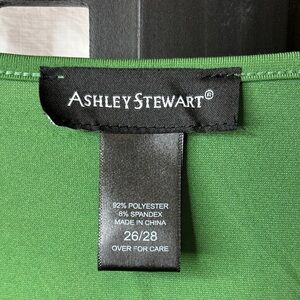 ASHLEY STEWART®
92% POLYESTER
8% SPANDEX
MADE IN CHINA
26/28
OVER FOR CARE